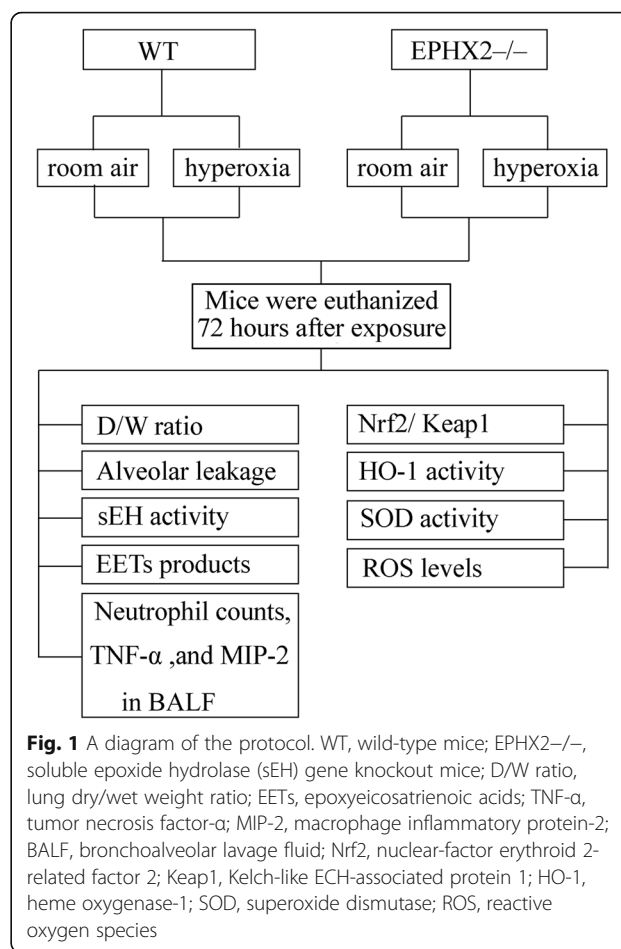 WT
EPHX2–/–
room air
hyperoxia
room air
hyperoxia
Mice were euthanized
72 hours after exposure
D/W ratio
Alveolar leakage
sEH activity
EETs products
Neutrophil counts,
TNF-α ,and MIP-2
in BALF
Nrf2/ Keap1
HO-1 activity
SOD activity
ROS levels
Fig. 1 A diagram of the protocol. WT, wild-type mice; EPHX2−/−,
soluble epoxide hydrolase (sEH) gene knockout mice; D/W ratio,
lung dry/wet weight ratio; EETs, epoxyeicosatrienoic acids; TNF-α,
tumor necrosis factor-α; MIP-2, macrophage inflammatory protein-2;
BALF, bronchoalveolar lavage fluid; Nrf2, nuclear-factor erythroid 2-
related factor 2; Keap1, Kelch-like ECH-associated protein 1; HO-1,
heme oxygenase-1; SOD, superoxide dismutase; ROS, reactive
oxygen species